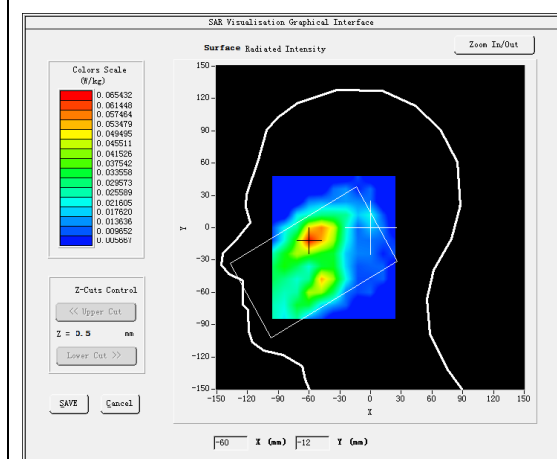 SAR Visualisation Graphical Interface
Surface Radiated Intensity
Zoom In/Out
Colors Scale
(W/kg)
0.065432
0.061448
0.057464
0.053479
0.049495
0.045511
0.041526
0.037542
0.033558
0.029573
0.025589
0.021605
0.017620
0.013636
0.009652
0.005667
150
120
90
60
30
0
-30
-60
-90
-120
-150
Y
-150 -120 -90 -60 -30 0 30 60 90 120 150
X
Z-Cuts Control
<< Upper Cut
Z = 0.5 mm
Lower Cut >>
SAVE Cancel
-60 X (mm) -12 Y (mm)